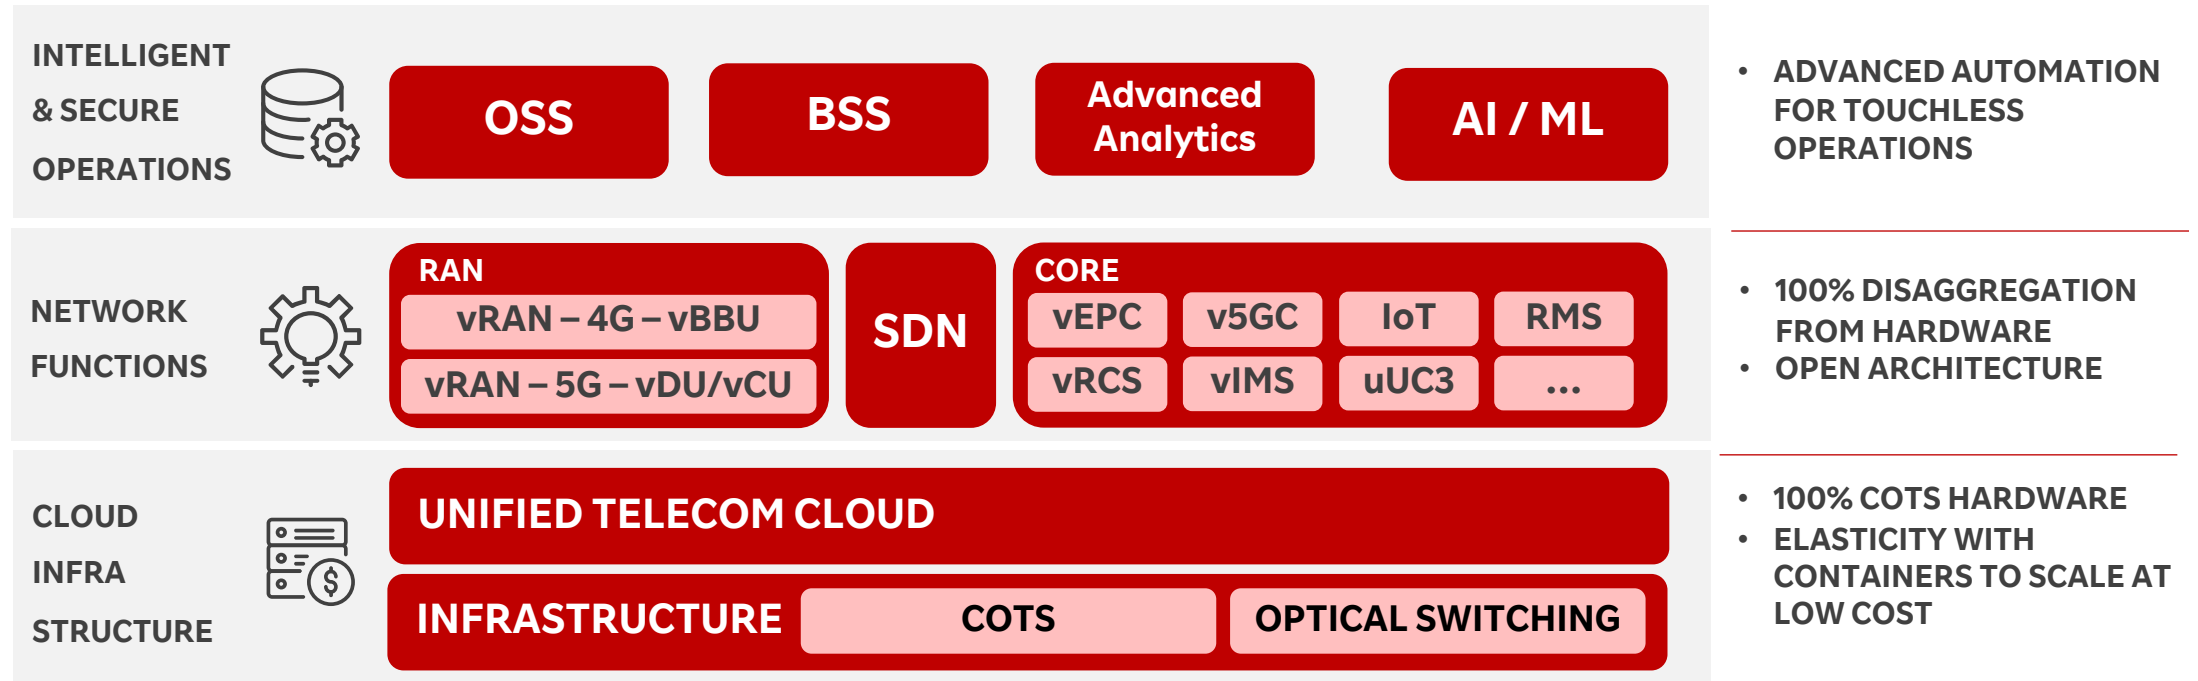 INTELLIGENT
& SECURE
OPERATIONS
OSS
BSS
Advanced
Analytics
AI / ML
• ADVANCED AUTOMATION
FOR TOUCHLESS
OPERATIONS
NETWORK
FUNCTIONS
RAN
vRAN – 4G – vBBU
vRAN – 5G – vDU/vCU
SDN
CORE
vEPC
v5GC
IoT
RMS
vRCS
vIMS
uUC3
...
• 100% DISAGGREGATION
FROM HARDWARE
• OPEN ARCHITECTURE
CLOUD
INFRA
STRUCTURE
$
UNIFIED TELECOM CLOUD
INFRASTRUCTURE
COTS
OPTICAL SWITCHING
• 100% COTS HARDWARE
• ELASTICITY WITH
CONTAINERS TO SCALE AT
LOW COST